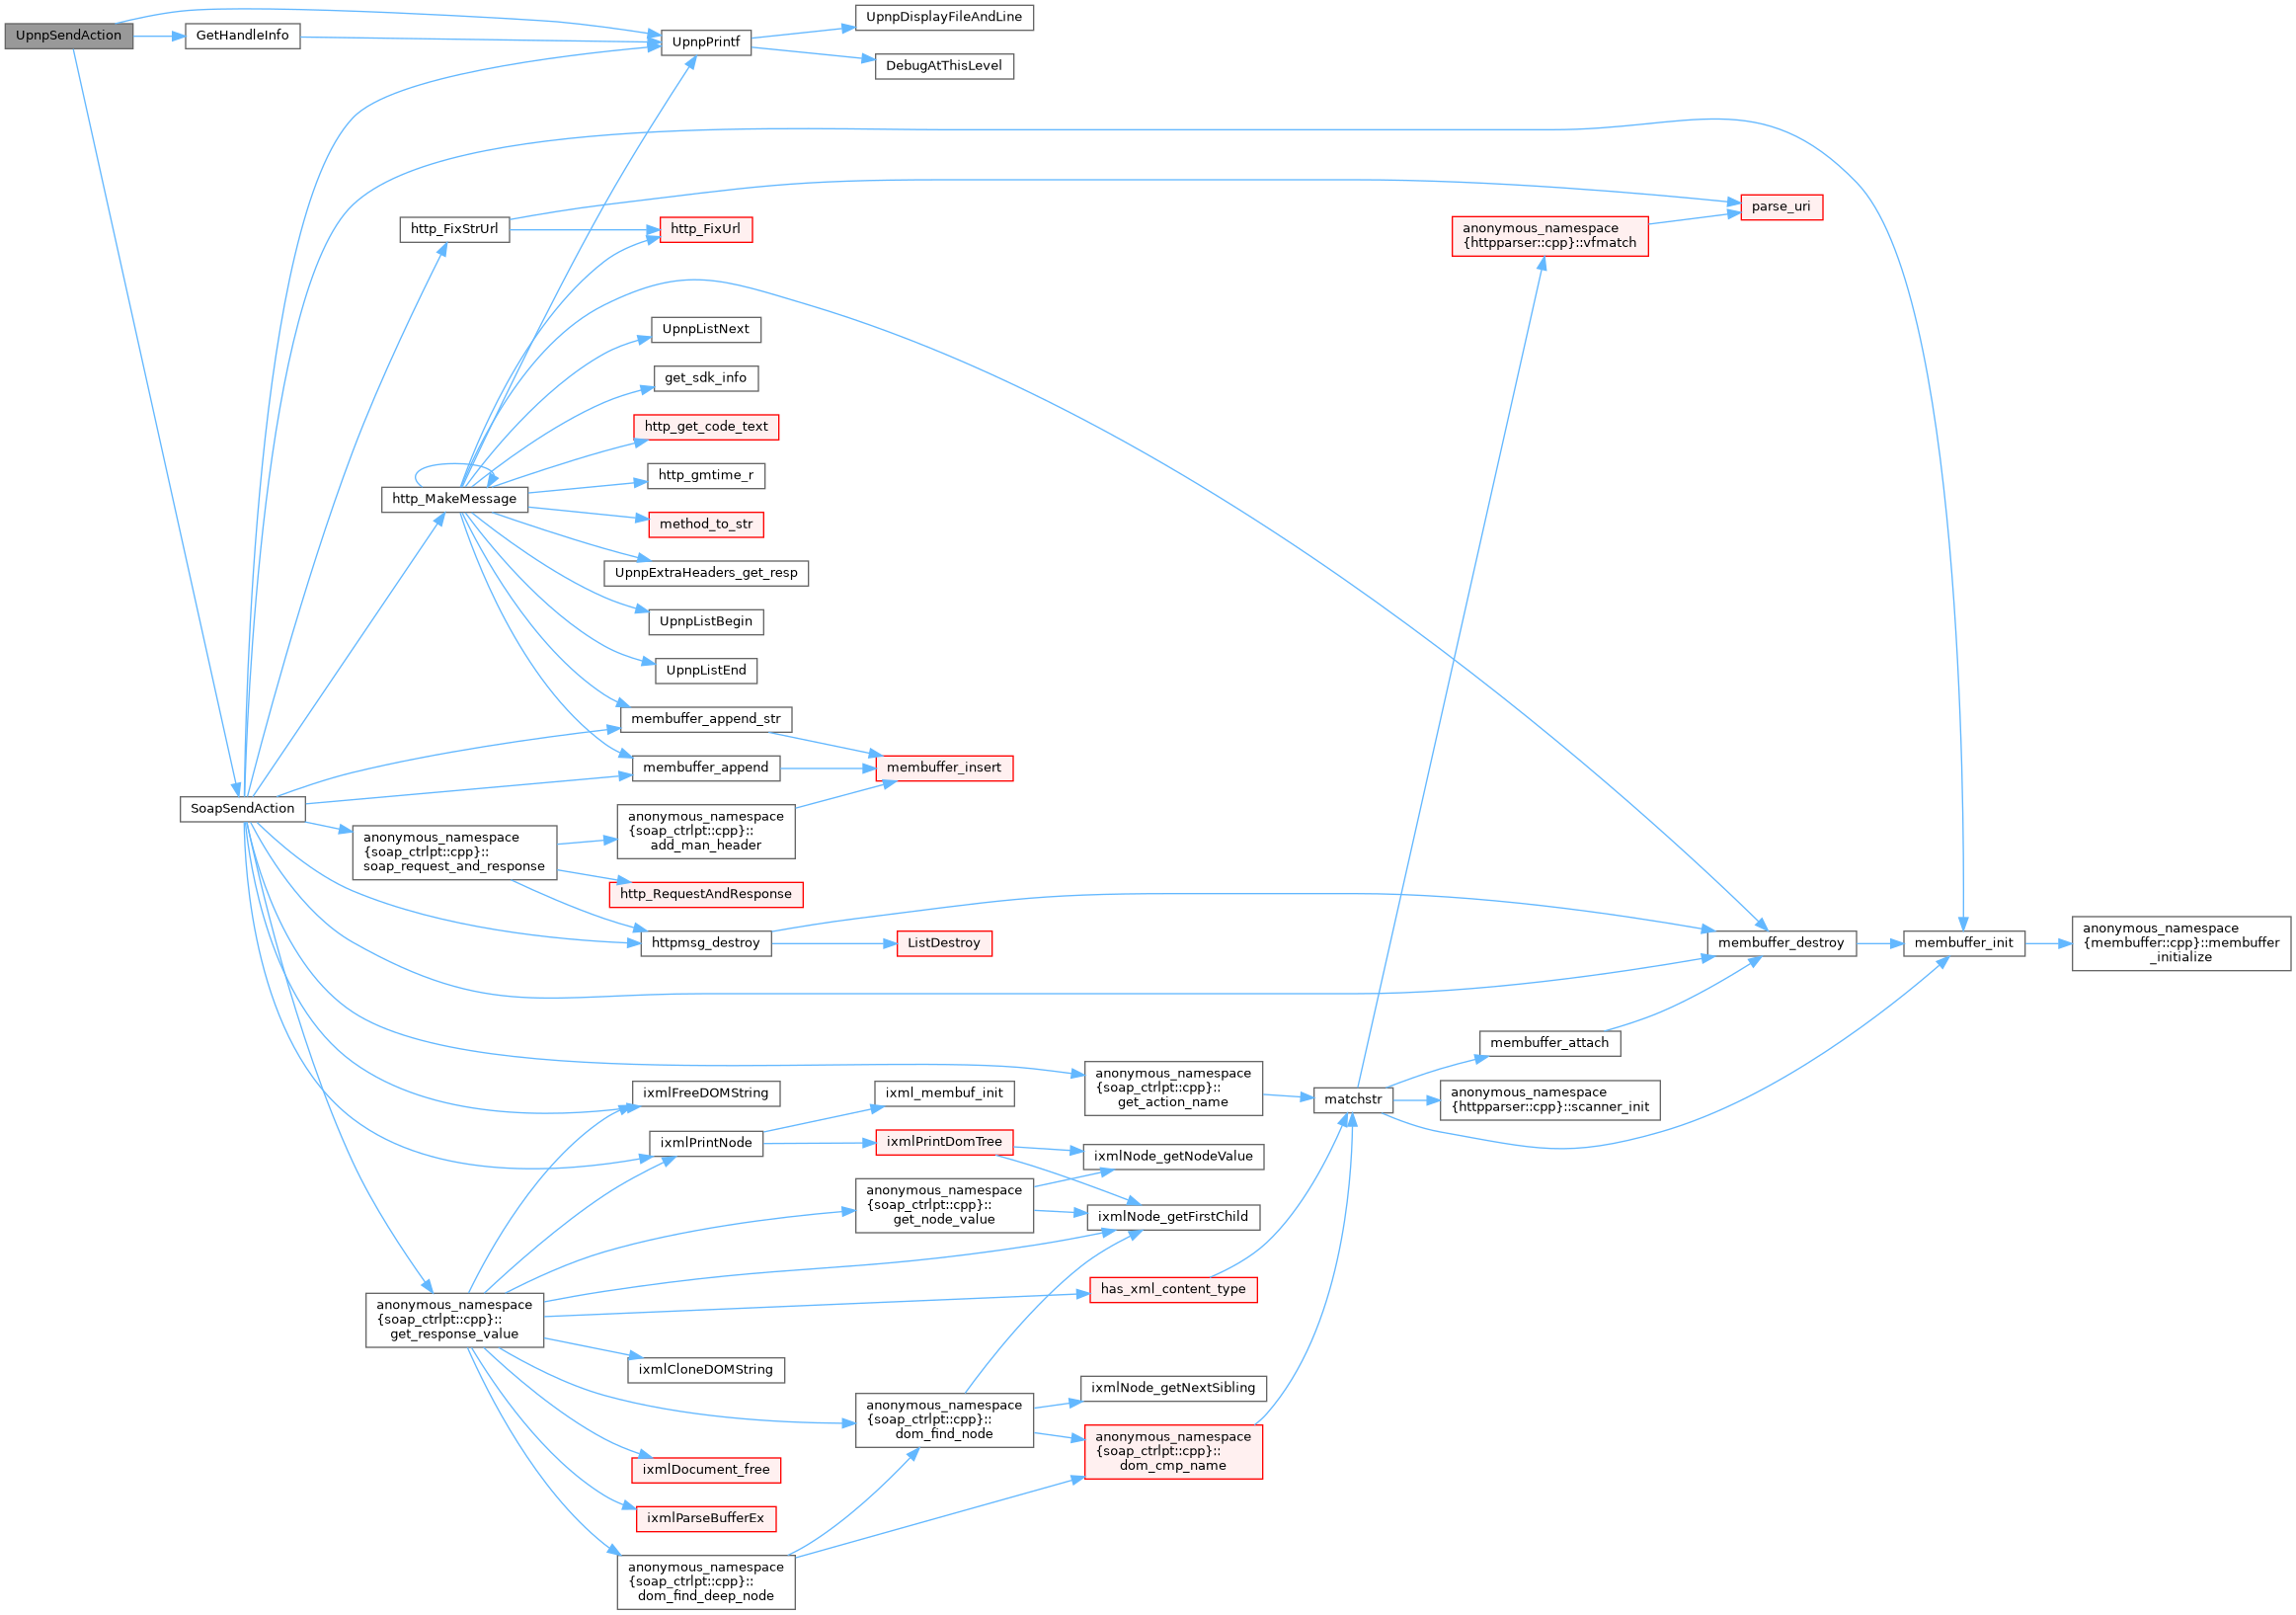 UpnpSendAction
GetHandleInfo
UpnpPrintf
UpnpDisplayFileAndLine
DebugAtThisLevel
http_FixStrUrl
http_FixUrl
anonymous_namespace
{httpparser::cpp}::vfmatch
parse_uri
UpnpListNext
get_sdk_info
http_get_code_text
http_gmtime_r
http_MakeMessage
method_to_str
UpnpExtraHeaders_get_resp
UpnpListBegin
UpnpListEnd
membuffer_append_str
membuffer_append
membuffer_insert
SoapSendAction
anonymous_namespace
{soap_ctrlpt::cpp}::
soap_request_and_response
anonymous_namespace
{soap_ctrlpt::cpp}::
add_man_header
http_RequestAndResponse
httpmsg_destroy
ListDestroy
membuffer_destroy
membuffer_init
anonymous_namespace
{membuffer::cpp}::membuffer
_initialize
membuffer_attach
anonymous_namespace
{soap_ctrlpt::cpp}::
get_action_name
matchstr
anonymous_namespace
{httpparser::cpp}::scanner_init
ixmlFreeDOMString
ixml_membuf_init
ixmlPrintNode
ixmlPrintDomTree
ixmlNode_getNodeValue
anonymous_namespace
{soap_ctrlpt::cpp}::
get_node_value
ixmlNode_getFirstChild
has_xml_content_type
anonymous_namespace
{soap_ctrlpt::cpp}::
get_response_value
ixmlCloneDOMString
anonymous_namespace
{soap_ctrlpt::cpp}::
dom_find_node
ixmlNode_getNextSibling
anonymous_namespace
{soap_ctrlpt::cpp}::
dom_cmp_name
ixmlDocument_free
ixmlParseBufferEx
anonymous_namespace
{soap_ctrlpt::cpp}::
dom_find_deep_node